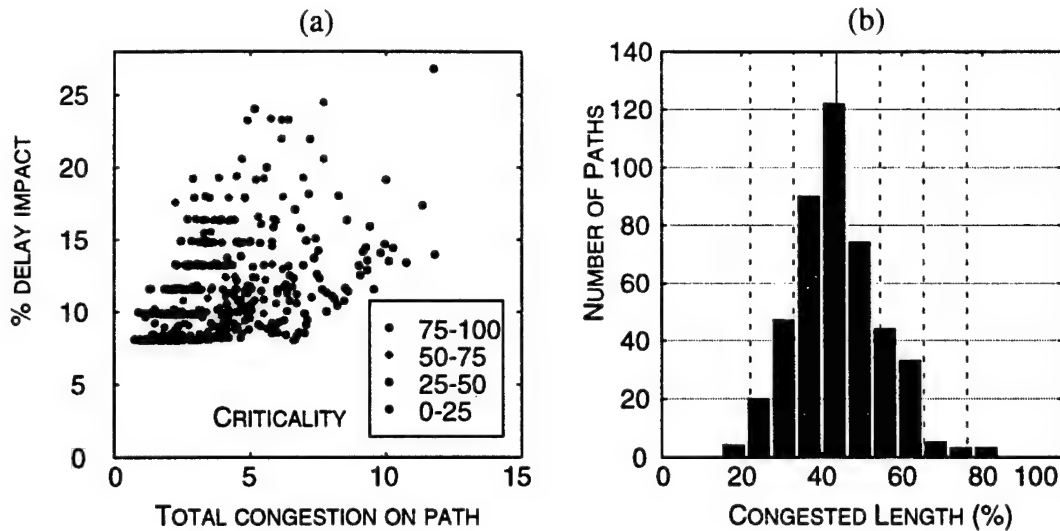 (a)
% DELAY IMPACT
25
20
15
10
5
0
0 5 10 15
TOTAL CONGESTION ON PATH
CRITICALITY
75-100
50-75
25-50
0-25
(b)
NUMBER OF PATHS
140
120
100
80
60
40
20
0
0 20 40 60 80 100
CONGESTED LENGTH (%)